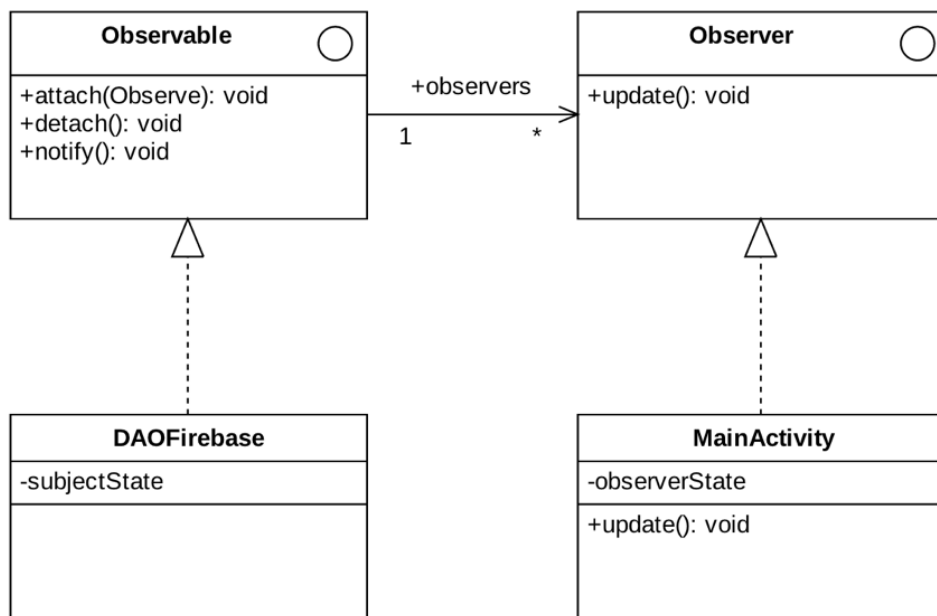 Observable
+attach(Observe): void
+detach(): void
+notify(): void
+observers
1
*
Observer
+update(): void
DAOFirebase
-subjectState
MainActivity
-observerState
+update(): void